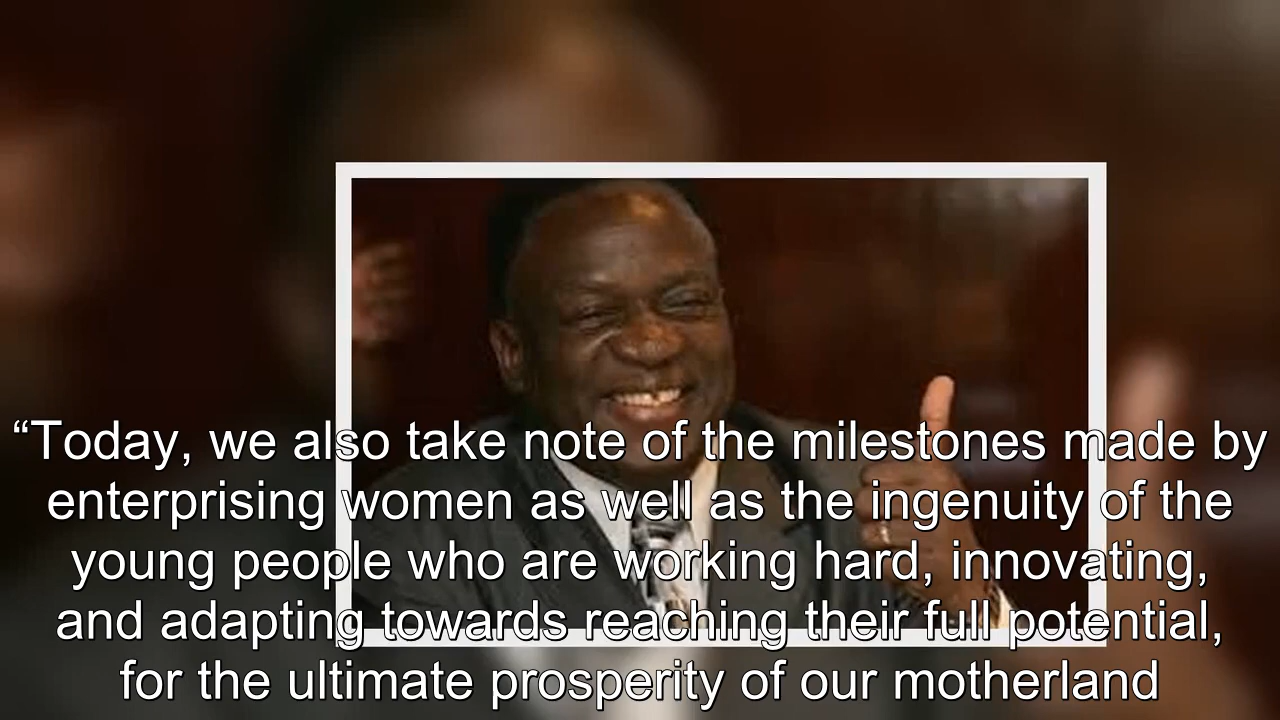 “Today, we also take note of the milestones made by
enterprising women as well as the ingenuity of the
young people who are working hard, innovating,
and adapting towards reaching their full potential,
for the ultimate prosperity of our motherland